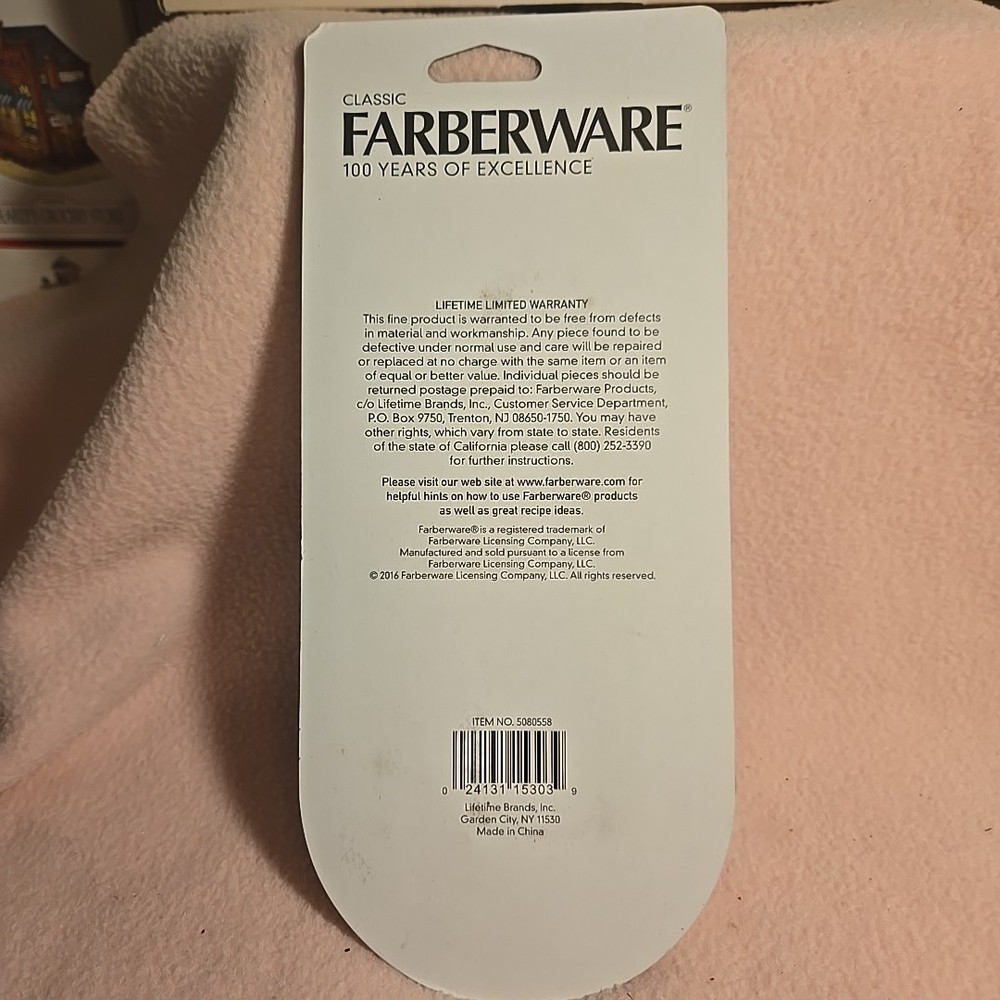 CLASSIC
FARBERWARE®
100 YEARS OF EXCELLENCE
LIFETIME LIMITED WARRANTY
This fine product is warranted to be free from defects
in material and workmanship. Any piece found to be
defective under normal use and care will be repaired
or replaced at no charge with the same item or an item
of equal or better value. Individual pieces should be
returned postage prepaid to: Farberware Products,
c/o Lifetime Brands, Inc., Customer Service Department,
P.O. Box 9750, Trenton, NJ 08650-1750. You may have
other rights, which vary from state to state. Residents
of the state of California please call (800) 252-3390
for further instructions.
Please visit our web site at www.farberware.com for
helpful hints on how to use Farberware® products
as well as great recipe ideas.
Farberware® is a registered trademark of
Farberware Licensing Company, LLC.
Manufactured and sold pursuant to a license from
Farberware Licensing Company, LLC.
© 2016 Farberware Licensing Company, LLC. All rights reserved.
ITEM NO. 5080558
0 24131 15303 9
Lifetime Brands, Inc.
Garden City, NY 11530
Made in China